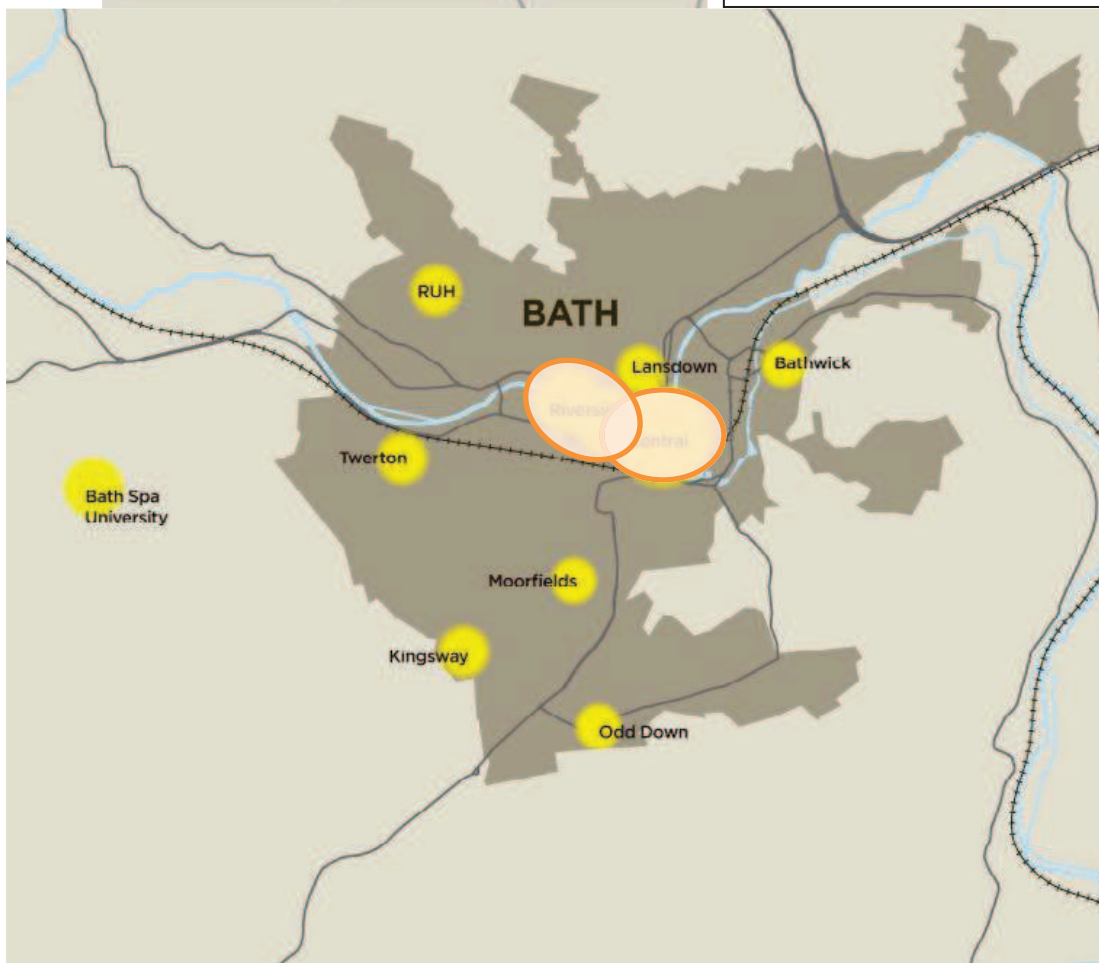 RUH
BATH
Lansdown
Bathwick
Twerton
Bath Spa
University
Moorfields
Kingsway
Odd Down